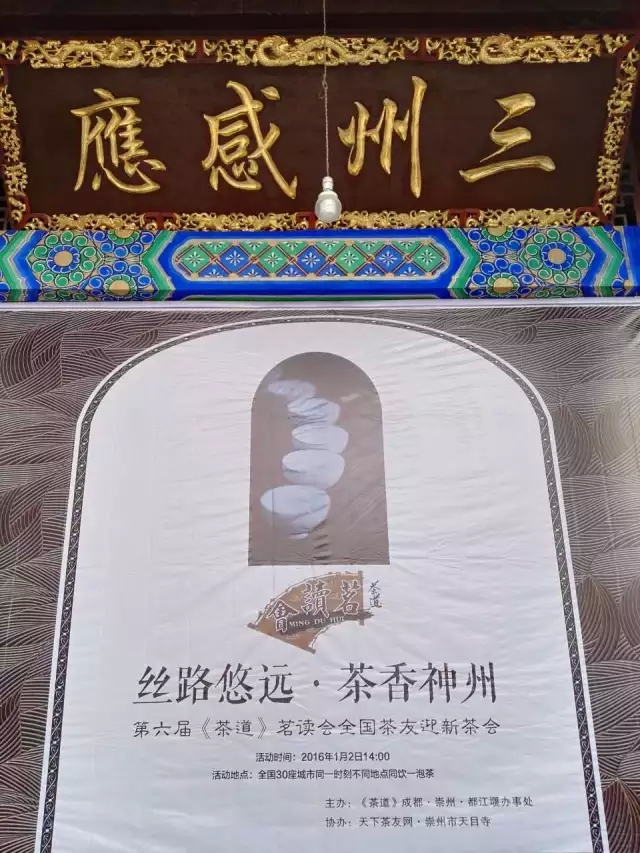 三州感應
茗讀會
茶道
MING DU HUI
丝路悠远·茶香神州
第六届《茶道》茗读会全国茶友迎新茶会
活动时间：2016年1月2日14:00
活动地点：全国30座城市同一时刻不同地点同饮一泡茶
主办：《茶道》成都·崇州·都江堰办事处
协办：天下茶友网·崇州市天目寺